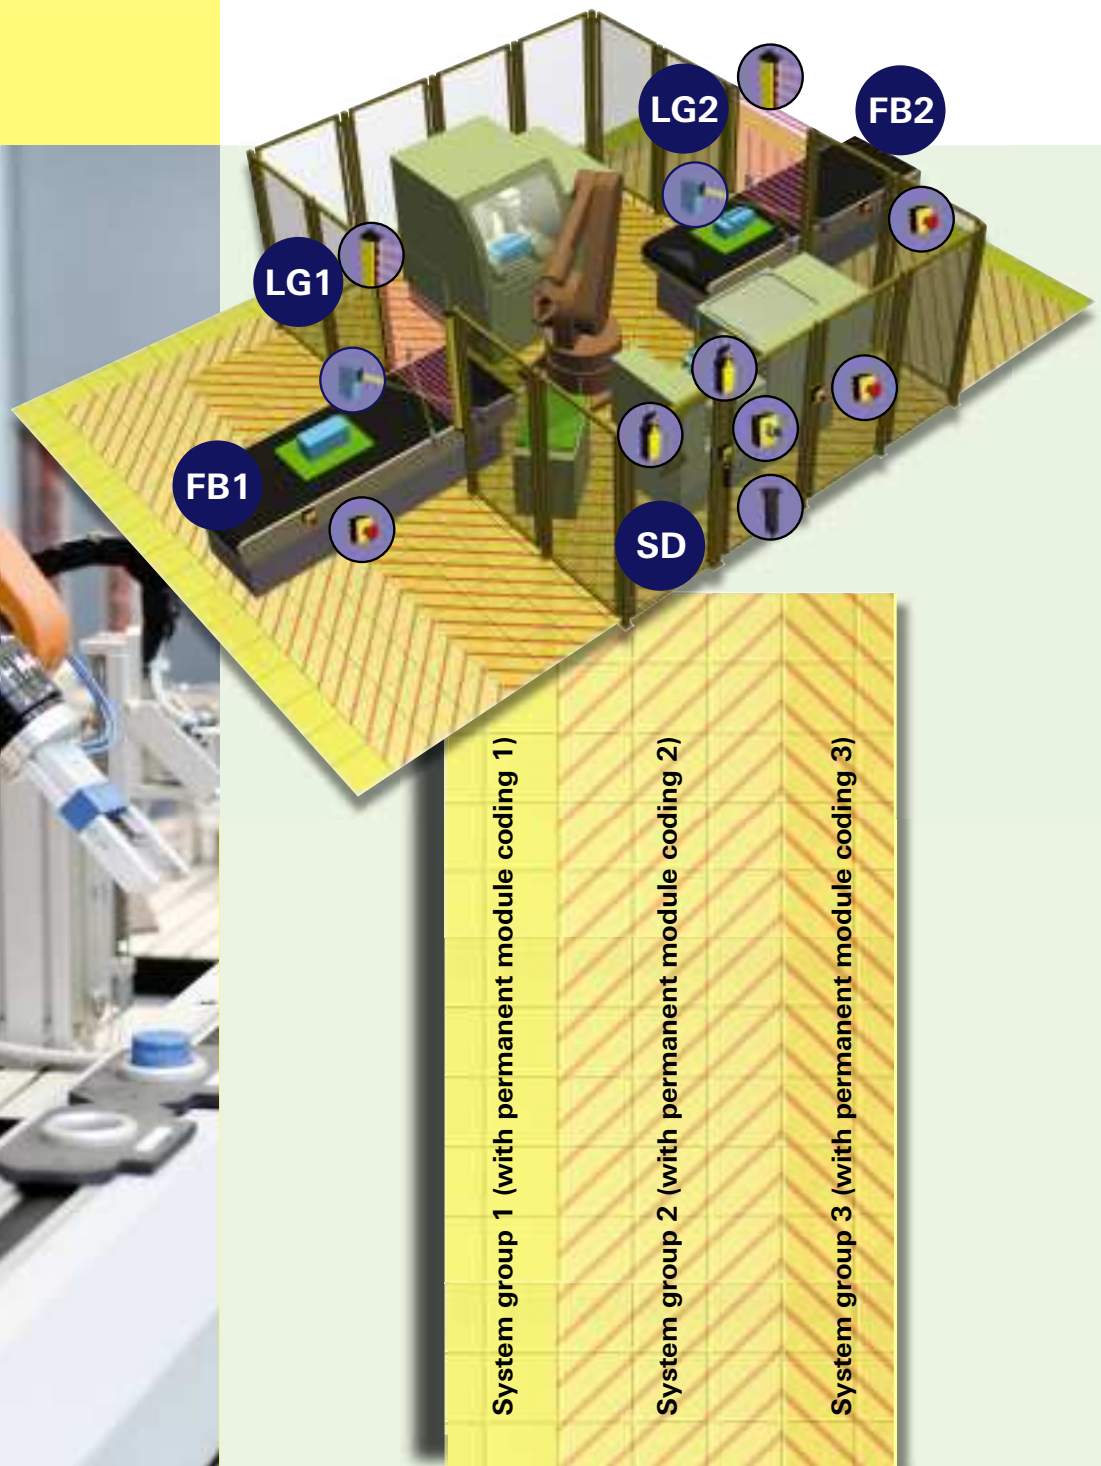 LG2
FB2
LG1
FB1
SD
System group 1 (with permanent module coding 1)
System group 2 (with permanent module coding 2)
System group 3 (with permanent module coding 3)